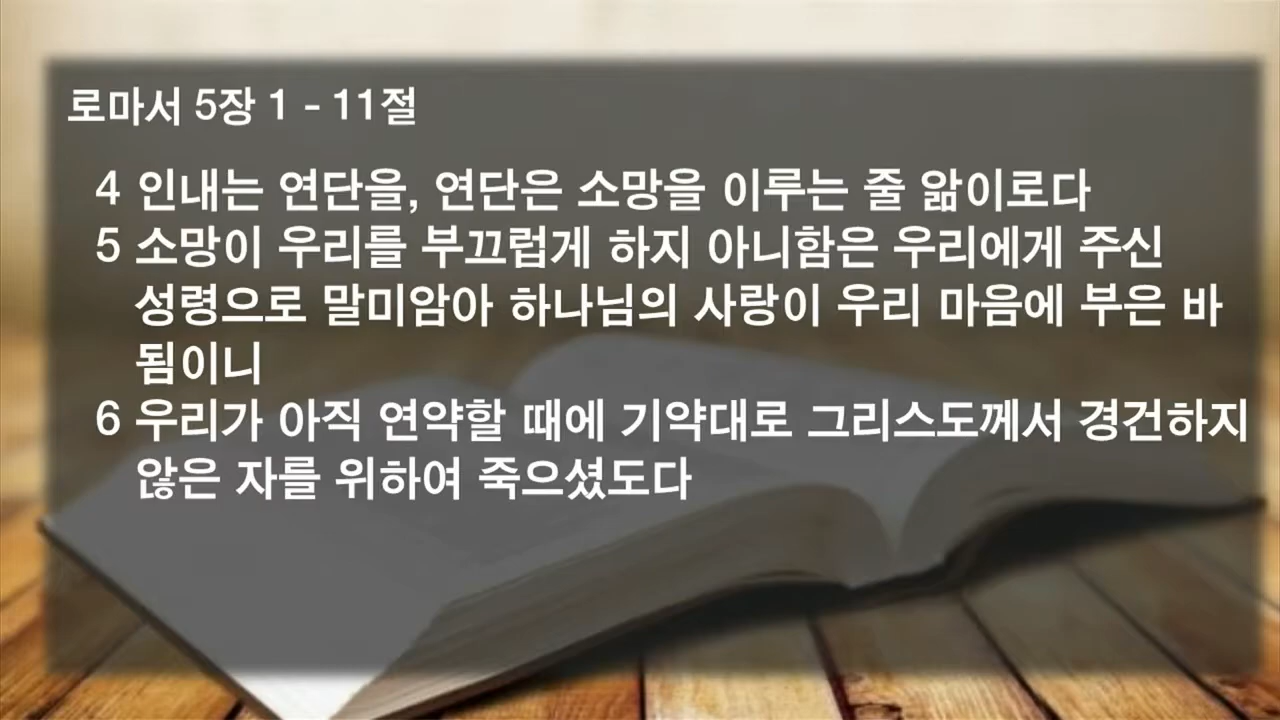 로마서 5장 1 - 11절
4 인내는 연단을, 연단은 소망을 이루는 줄 앎이로다
5 소망이 우리를 부끄럽게 하지 아니함은 우리에게 주신
성령으로 말미암아 하나님의 사랑이 우리 마음에 부은 바
됨이니
6 우리가 아직 연약할 때에 기약대로 그리스도께서 경건하지
않은 자를 위하여 죽으셨도다